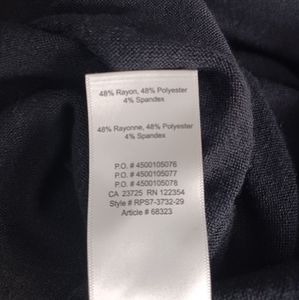 48% Rayon, 48% Polyester
4% Spandex
48% Rayonne, 48% Polyester
4% Spandex
P.O. # 4500105076
P.O. # 4500105077
P.O. # 4500105078
CA 23725 RN 122354
Style # RPS7-3732-29
Article # 68323